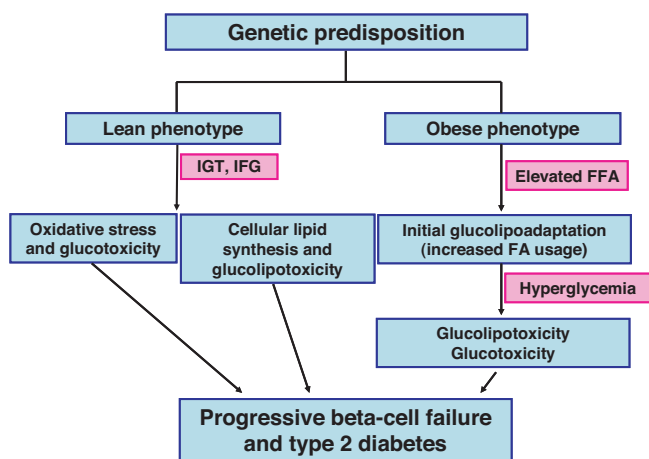 Genetic predisposition
Lean phenotype
Obese phenotype
IGT, IFG
Elevated FFA
Oxidative stress
and glucotoxicity
Cellular lipid
synthesis and
glucolipotoxicity
Initial glucolipoadaptation
(increased FA usage)
Hyperglycemia
Glucolipotoxicity
Glucotoxicity
Progressive beta-cell failure
and type 2 diabetes